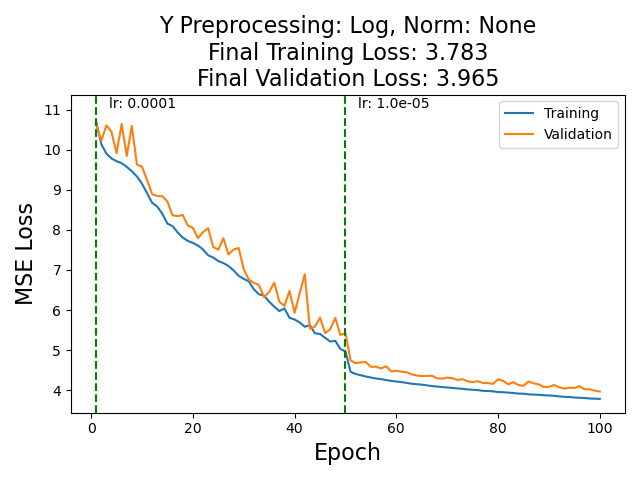 Y Preprocessing: Log, Norm: None
Final Training Loss: 3.783
Final Validation Loss: 3.965
lr: 0.0001
lr: 1.0e-05
Training
Validation
MSE Loss
11
10
9
8
7
6
5
4
0
20
40
60
80
100
Epoch